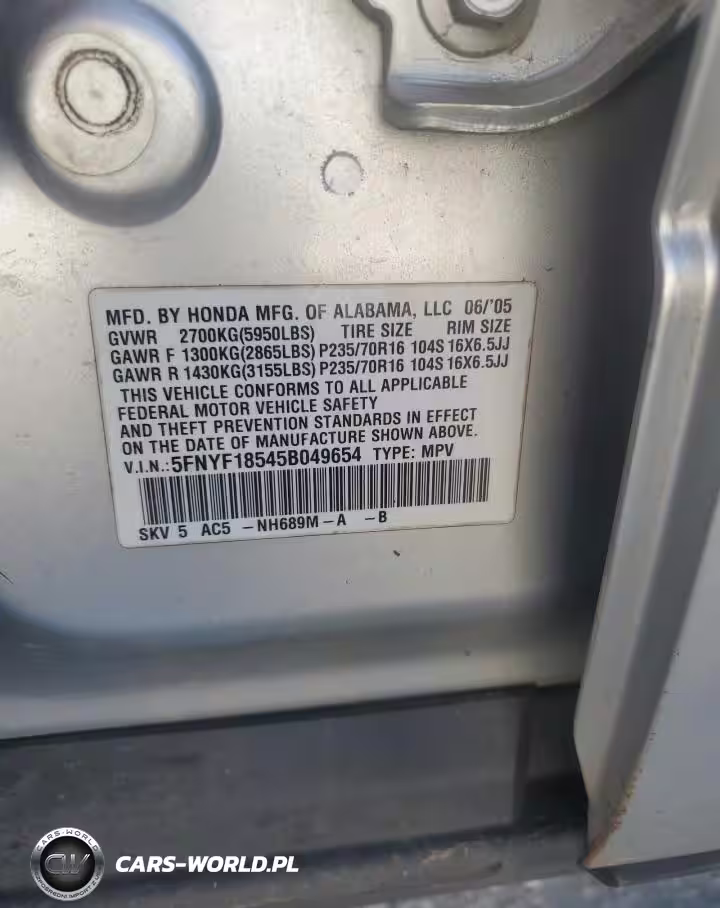 MFD. BY HONDA MFG. OF ALABAMA, LLC 06/'05
GVWR 2700KG(5950LBS) TIRE SIZE RIM SIZE
GAWR F 1300KG(2865LBS) P235/70R16 104S 16X6.5JJ
GAWR R 1430KG(3155LBS) P235/70R16 104S 16X6.5JJ
THIS VEHICLE CONFORMS TO ALL APPLICABLE
FEDERAL MOTOR VEHICLE SAFETY
AND THEFT PREVENTION STANDARDS IN EFFECT
ON THE DATE OF MANUFACTURE SHOWN ABOVE.
V.I.N.:5FNYF18545B049654 TYPE: MPV
SKV 5 AC5 -NH689M-A -B
CARS-WORLD
CW
CARS-WORLD.PL